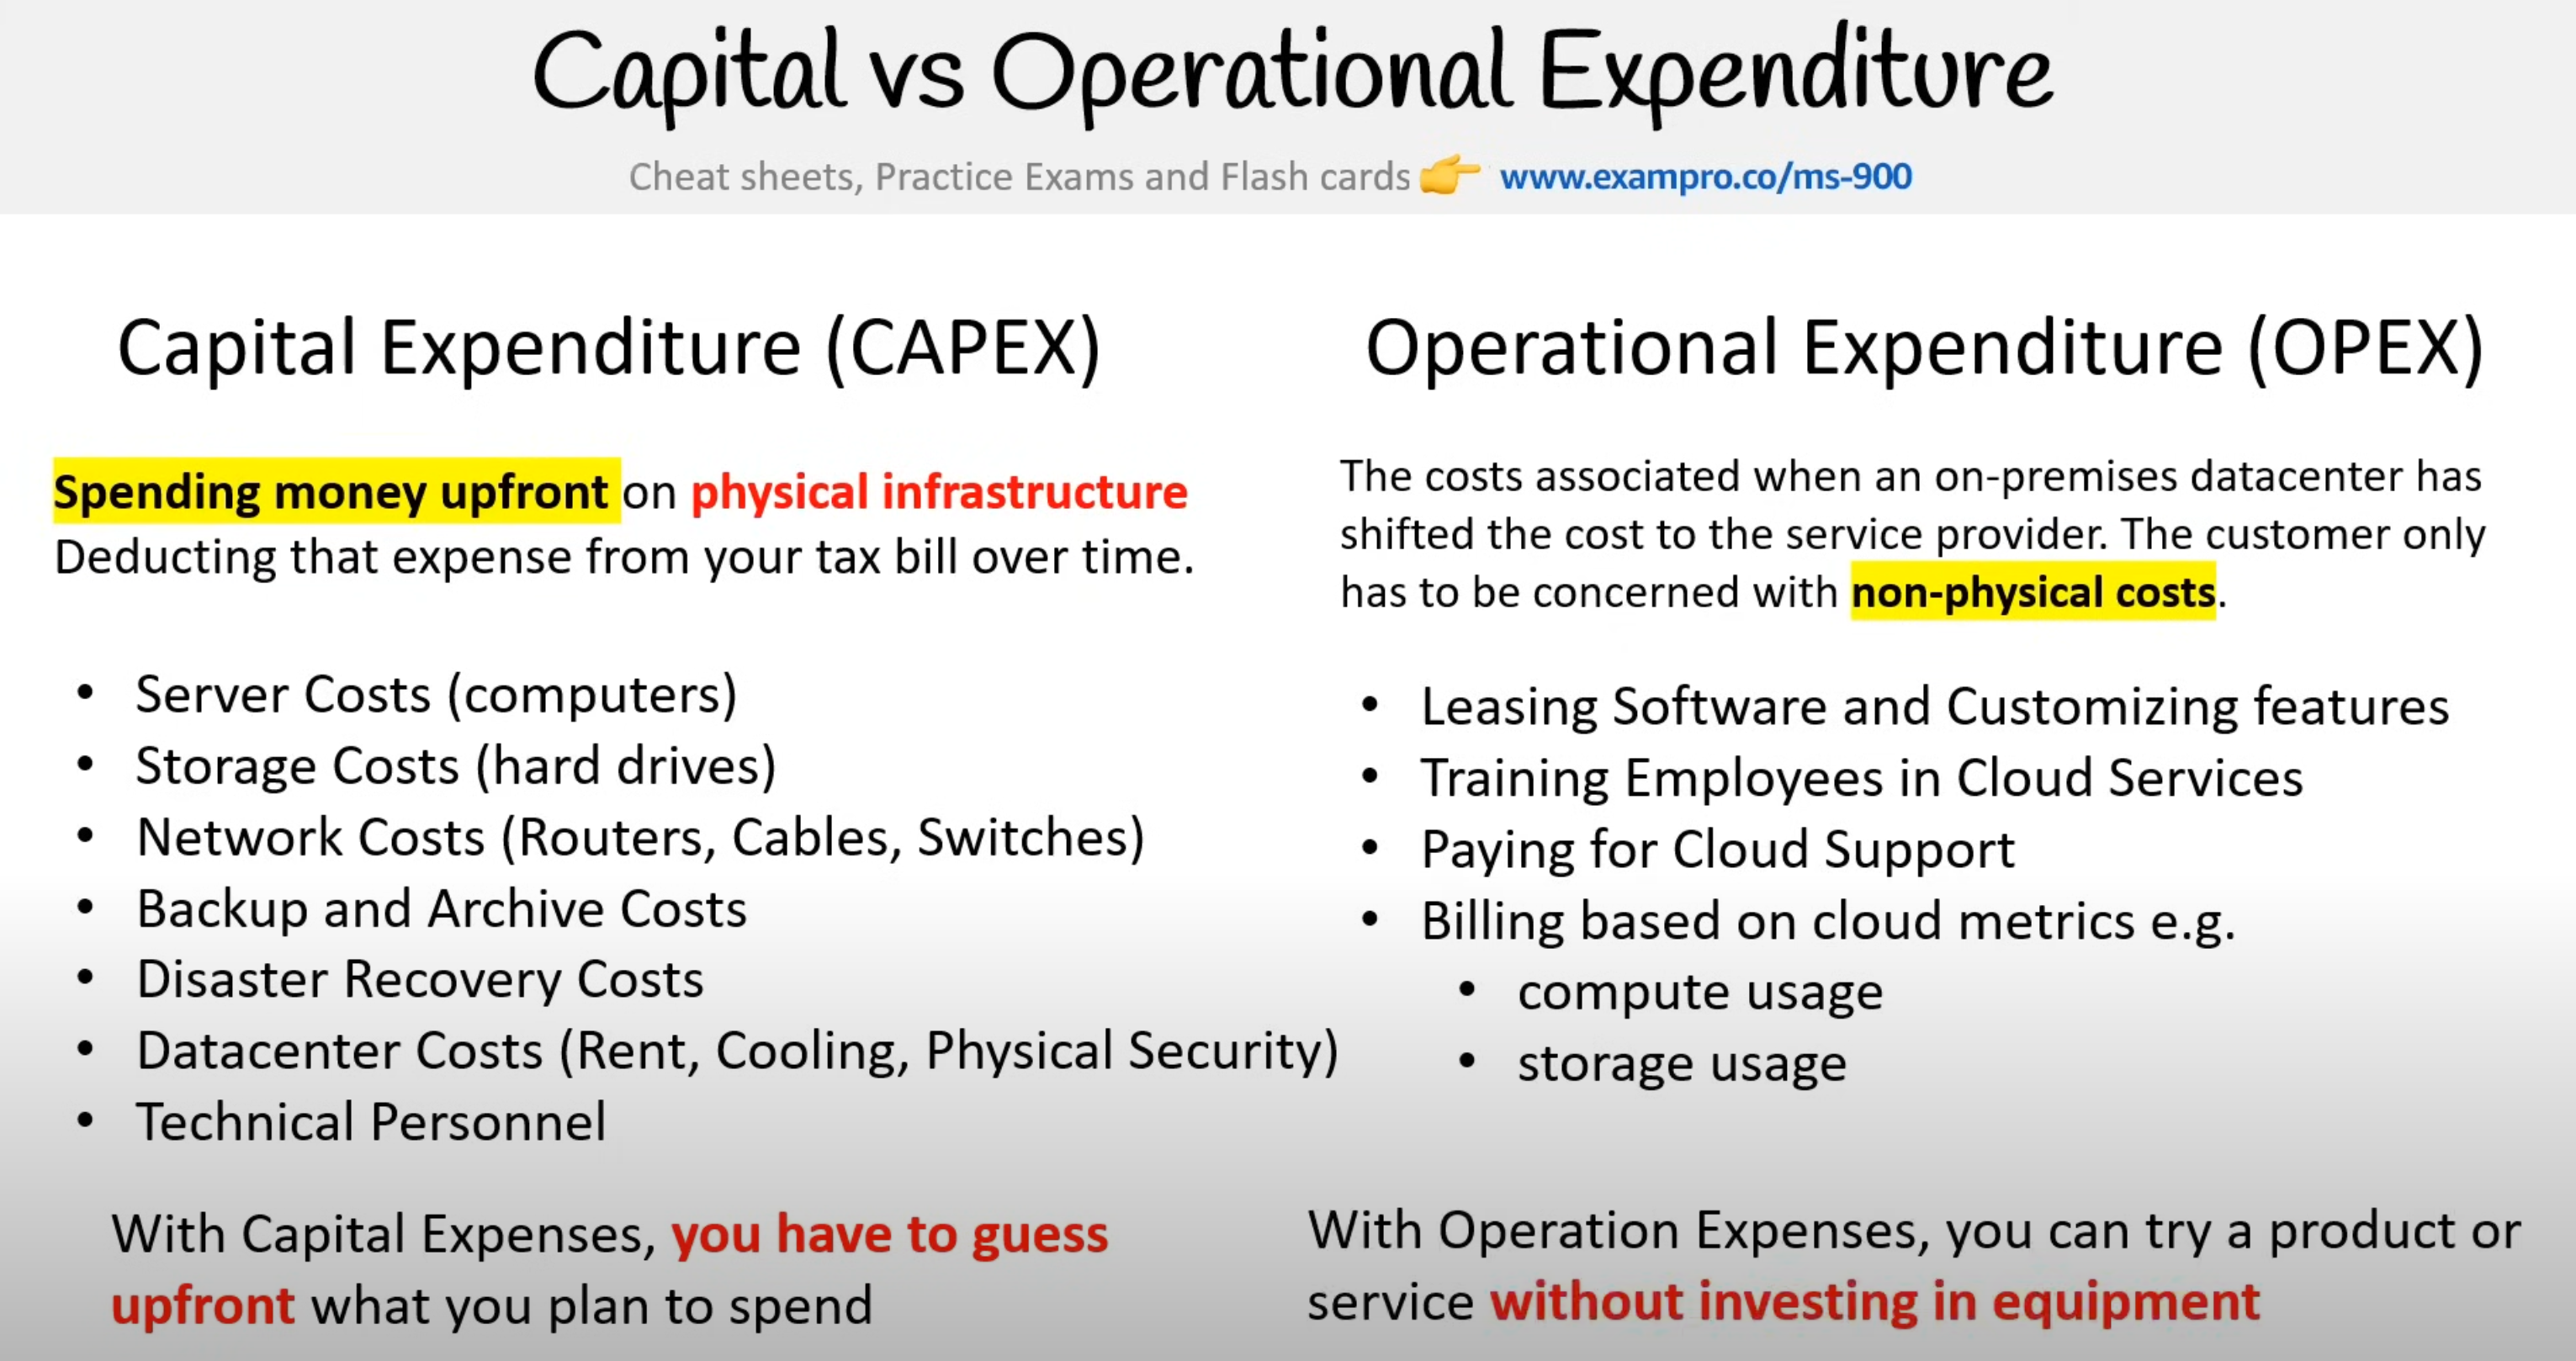 Capital vs Operational Expenditure
Cheat sheets, Practice Exams and Flash cards 👉 www.exampro.co/ms-900
Capital Expenditure (CAPEX)
Spending money upfront on physical infrastructure
Deducting that expense from your tax bill over time.
• Server Costs (computers)
• Storage Costs (hard drives)
• Network Costs (Routers, Cables, Switches)
• Backup and Archive Costs
• Disaster Recovery Costs
• Datacenter Costs (Rent, Cooling, Physical Security)
• Technical Personnel
With Capital Expenses, you have to guess
upfront what you plan to spend
Operational Expenditure (OPEX)
The costs associated when an on-premises datacenter has
shifted the cost to the service provider. The customer only
has to be concerned with non-physical costs.
• Leasing Software and Customizing features
• Training Employees in Cloud Services
• Paying for Cloud Support
• Billing based on cloud metrics e.g.
• compute usage
• storage usage
With Operation Expenses, you can try a product or
service without investing in equipment